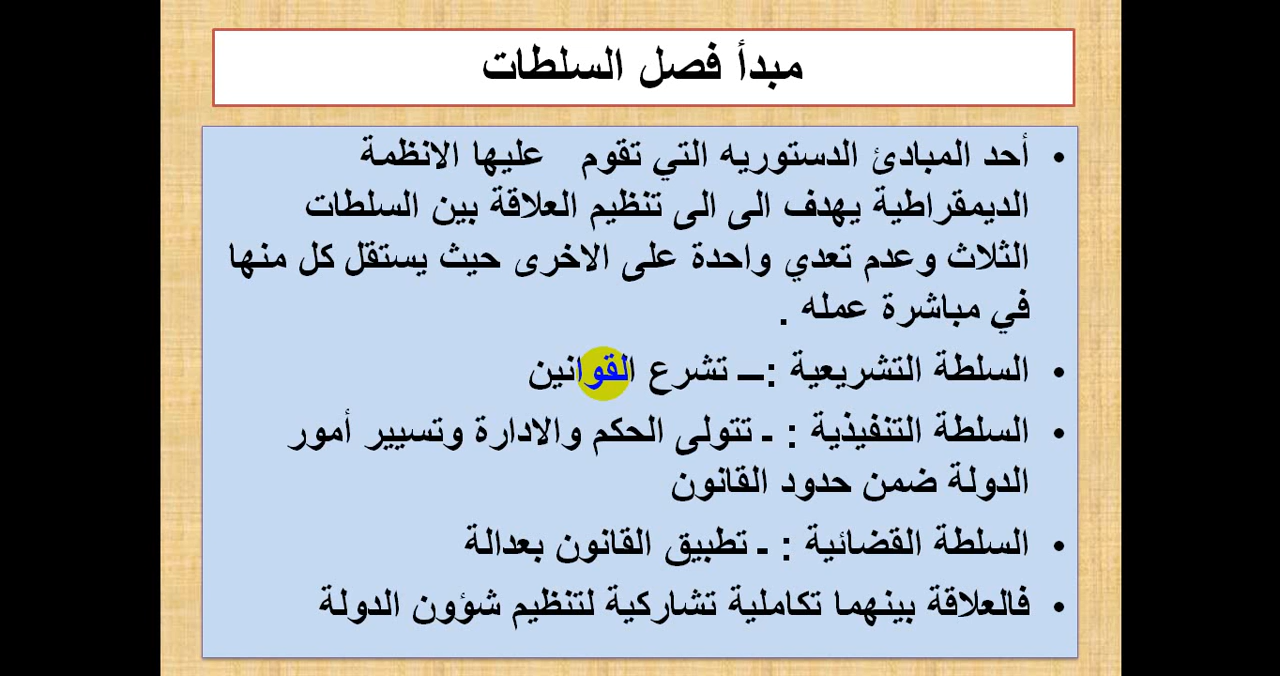 مبدأ فصل السلطات
• أحد المبادئ الدستوريه التي تقوم عليها الانظمة
الديمقراطية يهدف الى الى تنظيم العلاقة بين السلطات
الثلاث وعدم تعدي واحدة على الاخرى حيث يستقل كل منها
في مباشرة عمله .
• السلطة التشريعية :ــ تشرع القوانين
• السلطة التنفيذية : ـ تتولى الحكم والادارة وتسيير أمور
الدولة ضمن حدود القانون
• السلطة القضائية : ـ تطبيق القانون بعدالة
• فالعلاقة بينهما تكاملية تشاركية لتنظيم شؤون الدولة